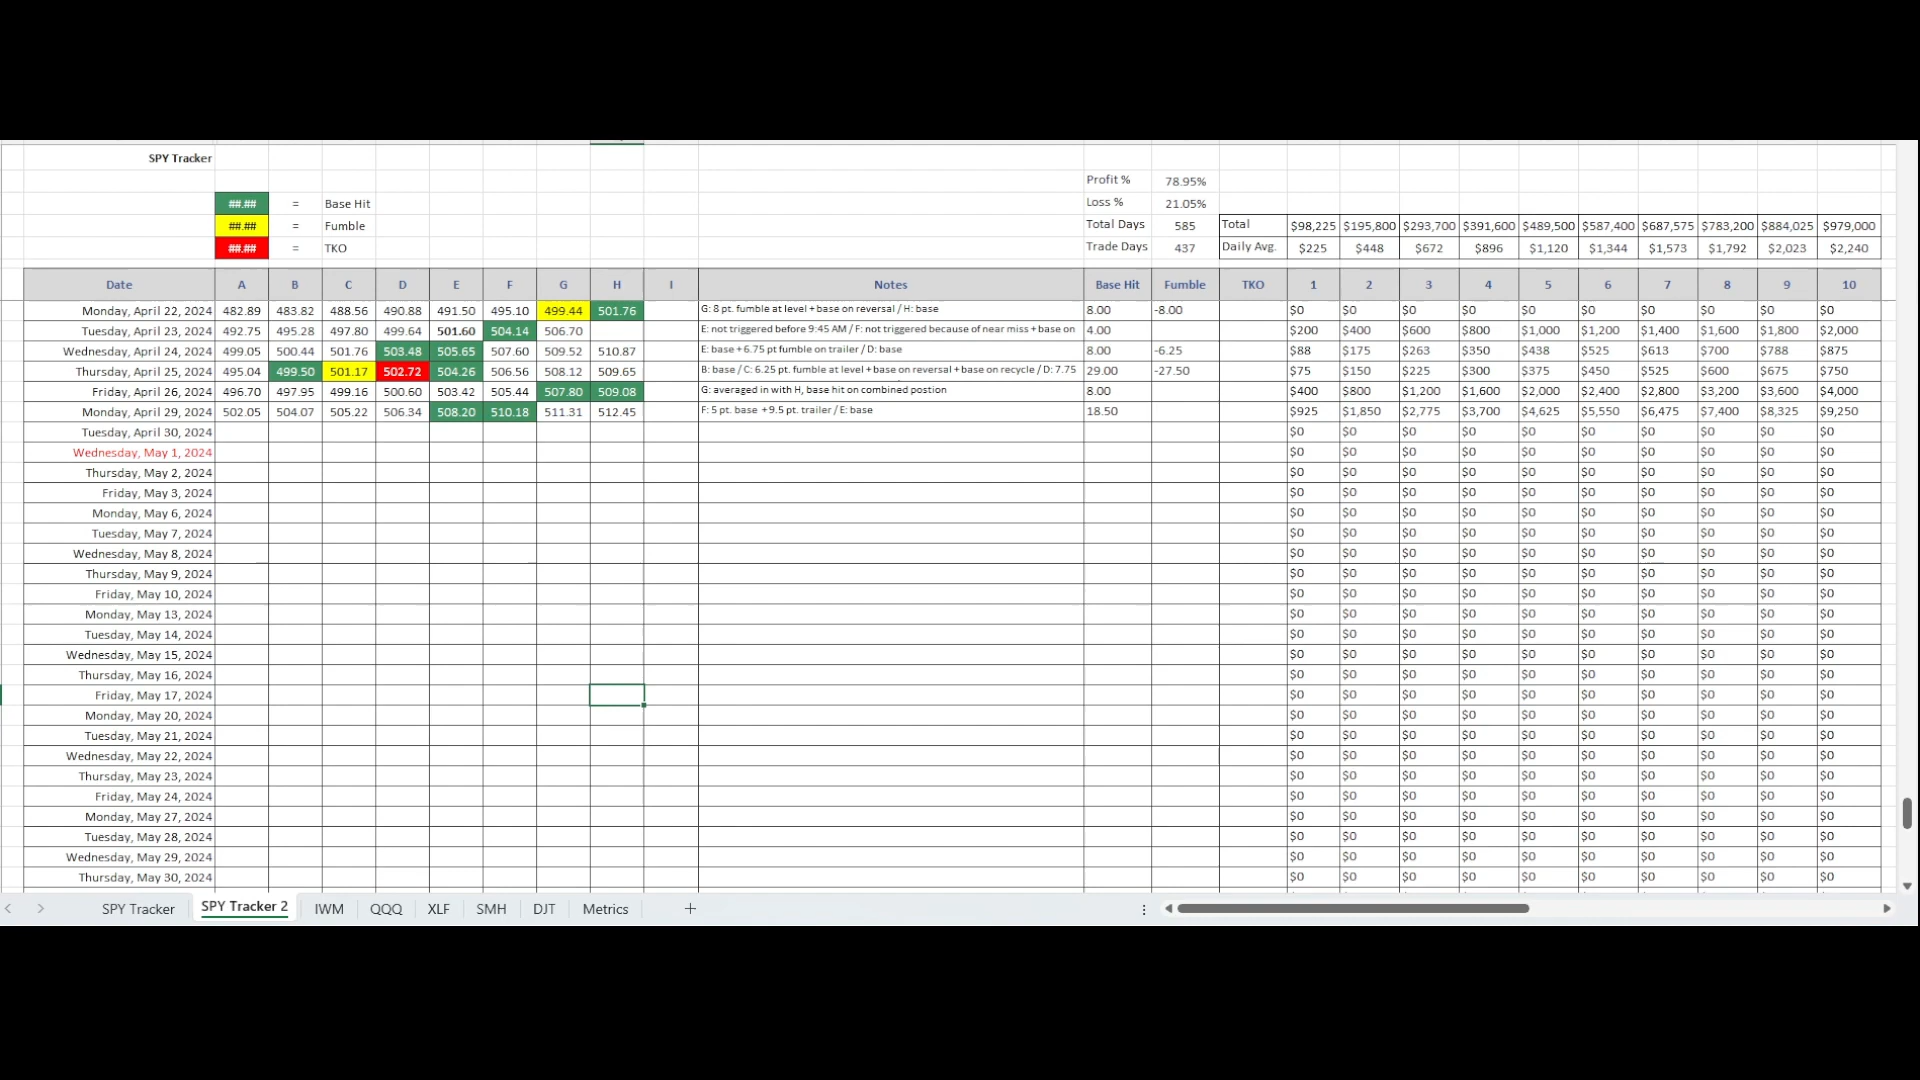 SPY Tracker
Profit % 78.95%
##.## = Base Hit Loss % 21.05%
##.## = Fumble Total Days 585 Total $98,225 $195,800 $293,700 $391,600 $489,500 $587,400 $687,575 $783,200 $884,025 $979,000
##.## = TKO Trade Days 437 Daily Avg. $225 $448 $672 $896 $1,120 $1,344 $1,573 $1,792 $2,023 $2,240
Date A B C D E F G H I Notes Base Hit Fumble TKO 1 2 3 4 5 6 7 8 9 10
Monday, April 22, 2024 482.89 483.82 488.56 490.88 491.50 495.10 499.44 501.76 G: 8 pt. fumble at level + base on reversal / H: base 8.00 -8.00 $0 $0 $0 $0 $0 $0 $0 $0 $0 $0
Tuesday, April 23, 2024 492.75 495.28 497.80 499.64 501.60 504.14 506.70 E: not triggered before 9:45 AM / F: not triggered because of near miss + base on 4.00 $200 $400 $600 $800 $1,000 $1,200 $1,400 $1,600 $1,800 $2,000
Wednesday, April 24, 2024 499.05 500.44 501.76 503.48 505.65 507.60 509.52 510.87 E: base + 6.75 pt fumble on trailer / D: base 8.00 -6.25 $88 $175 $263 $350 $438 $525 $613 $700 $788 $875
Thursday, April 25, 2024 495.04 499.50 501.17 502.72 504.26 506.56 508.12 509.65 B: base / C: 6.25 pt. fumble at level + base on reversal + base on recycle / D: 7.75 29.00 -27.50 $75 $150 $225 $300 $375 $450 $525 $600 $675 $750
Friday, April 26, 2024 496.70 497.95 499.16 500.60 503.42 505.44 507.80 509.08 G: averaged in with H, base hit on combined postion 8.00 $400 $800 $1,200 $1,600 $2,000 $2,400 $2,800 $3,200 $3,600 $4,000
Monday, April 29, 2024 502.05 504.07 505.22 506.34 508.20 510.18 511.31 512.45 F: 5 pt. base + 9.5 pt. trailer / E: base 18.50 $925 $1,850 $2,775 $3,700 $4,625 $5,550 $6,475 $7,400 $8,325 $9,250
Tuesday, April 30, 2024 $0 $0 $0 $0 $0 $0 $0 $0 $0 $0
Wednesday, May 1, 2024 $0 $0 $0 $0 $0 $0 $0 $0 $0 $0
Thursday, May 2, 2024 $0 $0 $0 $0 $0 $0 $0 $0 $0 $0
Friday, May 3, 2024 $0 $0 $0 $0 $0 $0 $0 $0 $0 $0
Monday, May 6, 2024 $0 $0 $0 $0 $0 $0 $0 $0 $0 $0
Tuesday, May 7, 2024 $0 $0 $0 $0 $0 $0 $0 $0 $0 $0
Wednesday, May 8, 2024 $0 $0 $0 $0 $0 $0 $0 $0 $0 $0
Thursday, May 9, 2024 $0 $0 $0 $0 $0 $0 $0 $0 $0 $0
Friday, May 10, 2024 $0 $0 $0 $0 $0 $0 $0 $0 $0 $0
Monday, May 13, 2024 $0 $0 $0 $0 $0 $0 $0 $0 $0 $0
Tuesday, May 14, 2024 $0 $0 $0 $0 $0 $0 $0 $0 $0 $0
Wednesday, May 15, 2024 $0 $0 $0 $0 $0 $0 $0 $0 $0 $0
Thursday, May 16, 2024 $0 $0 $0 $0 $0 $0 $0 $0 $0 $0
Friday, May 17, 2024 $0 $0 $0 $0 $0 $0 $0 $0 $0 $0
Monday, May 20, 2024 $0 $0 $0 $0 $0 $0 $0 $0 $0 $0
Tuesday, May 21, 2024 $0 $0 $0 $0 $0 $0 $0 $0 $0 $0
Wednesday, May 22, 2024 $0 $0 $0 $0 $0 $0 $0 $0 $0 $0
Thursday, May 23, 2024 $0 $0 $0 $0 $0 $0 $0 $0 $0 $0
Friday, May 24, 2024 $0 $0 $0 $0 $0 $0 $0 $0 $0 $0
Monday, May 27, 2024 $0 $0 $0 $0 $0 $0 $0 $0 $0 $0
Tuesday, May 28, 2024 $0 $0 $0 $0 $0 $0 $0 $0 $0 $0
Wednesday, May 29, 2024 $0 $0 $0 $0 $0 $0 $0 $0 $0 $0
Thursday, May 30, 2024 $0 $0 $0 $0 $0 $0 $0 $0 $0 $0
SPY Tracker SPY Tracker 2 IWM QQQ XLF SMH DJT Metrics +